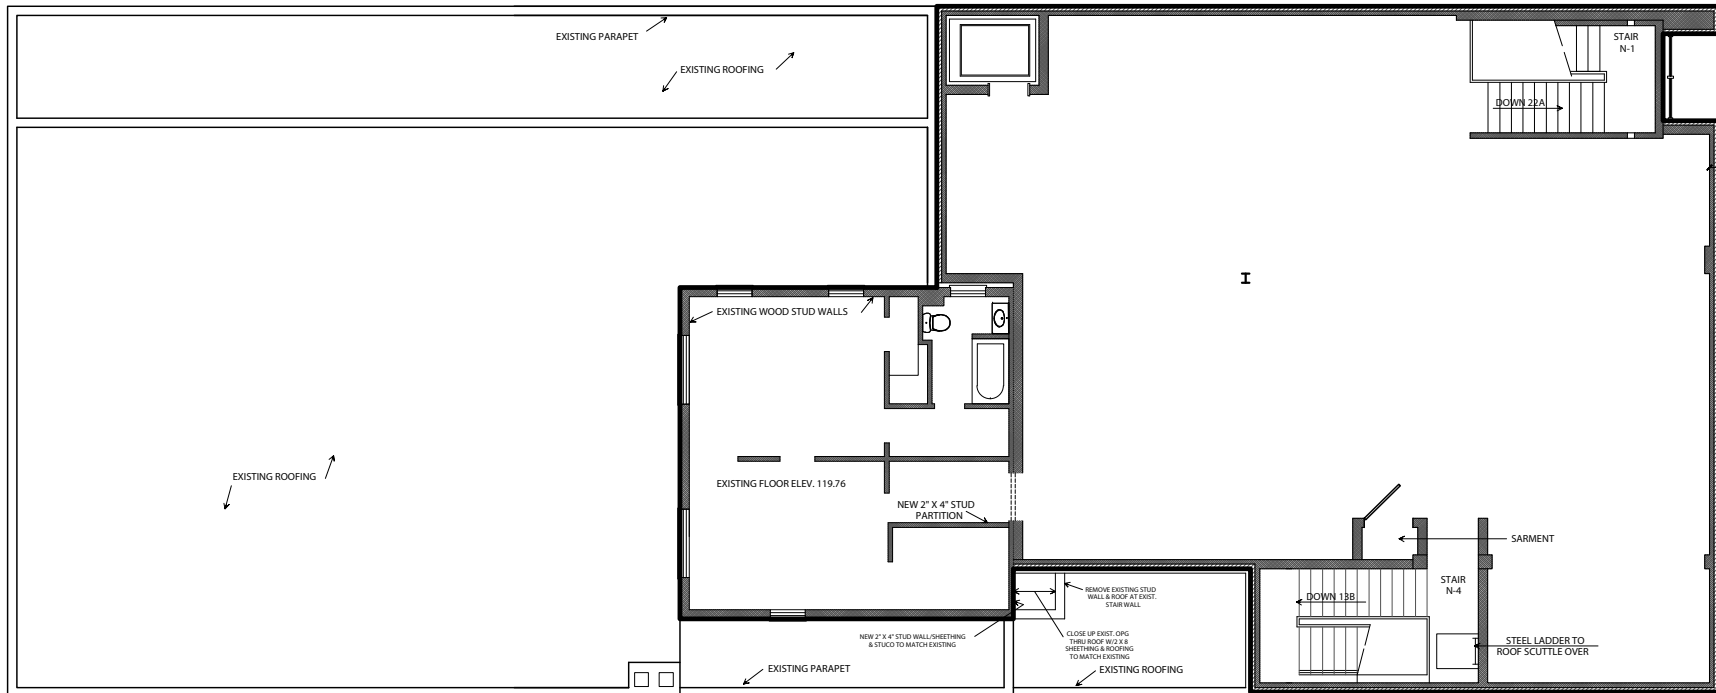 EXISTING PARAPET
EXISTING ROOFING
STAIR
N-1
DOWN 22A
EXISTING WOOD STUD WALLS
EXISTING ROOFING
EXISTING FLOOR ELEV. 119.76
NEW 2" X 4" STUD
PARTITION
SARMENT
STAIR
N-4
DOWN 13B
REMOVE EXISTING STUD
WALL & ROOF AT EXIST.
STAIR WALL
NEW 2" X 4" STUD WALL/SHEETHING
& STUCO TO MATCH EXISTING
CLOSE UP EXIST. OPG
THRU ROOF W/2 X 8
SHEETHING & ROOFING
TO MATCH EXISTING
STEEL LADDER TO
ROOF SCUTTLE OVER
EXISTING PARAPET
EXISTING ROOFING